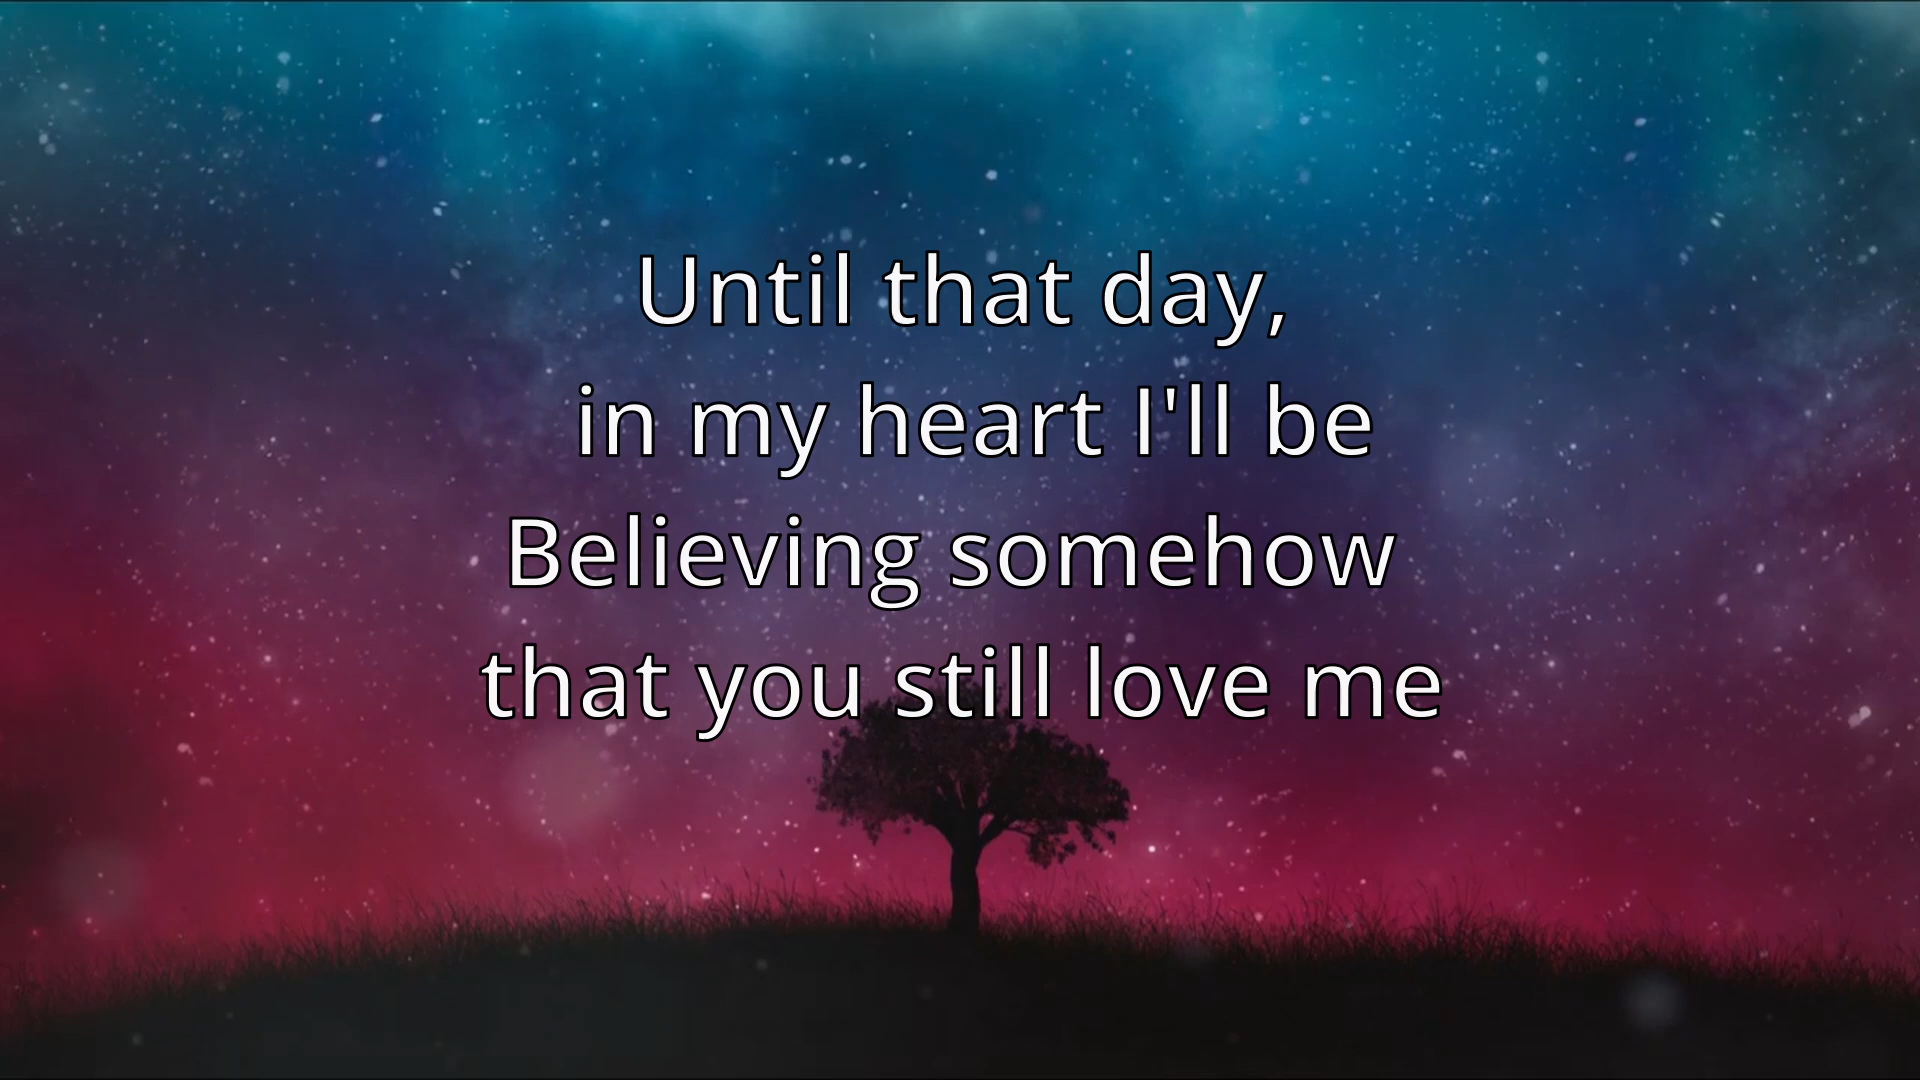 Until that day,
in my heart I'll be
Believing somehow
that you still love me